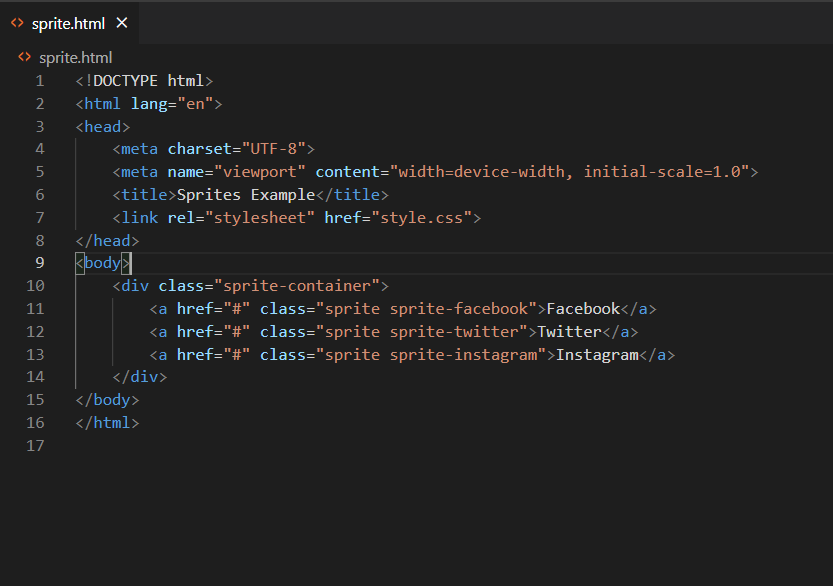 sprite.html
sprite.html
1 <!DOCTYPE html>
2 <html lang="en">
3 <head>
4     <meta charset="UTF-8">
5     <meta name="viewport" content="width=device-width, initial-scale=1.0">
6     <title>Sprites Example</title>
7     <link rel="stylesheet" href="style.css">
8 </head>
9 <body>
10     <div class="sprite-container">
11         <a href="#" class="sprite sprite-facebook">Facebook</a>
12         <a href="#" class="sprite sprite-twitter">Twitter</a>
13         <a href="#" class="sprite sprite-instagram">Instagram</a>
14     </div>
15 </body>
16 </html>
17